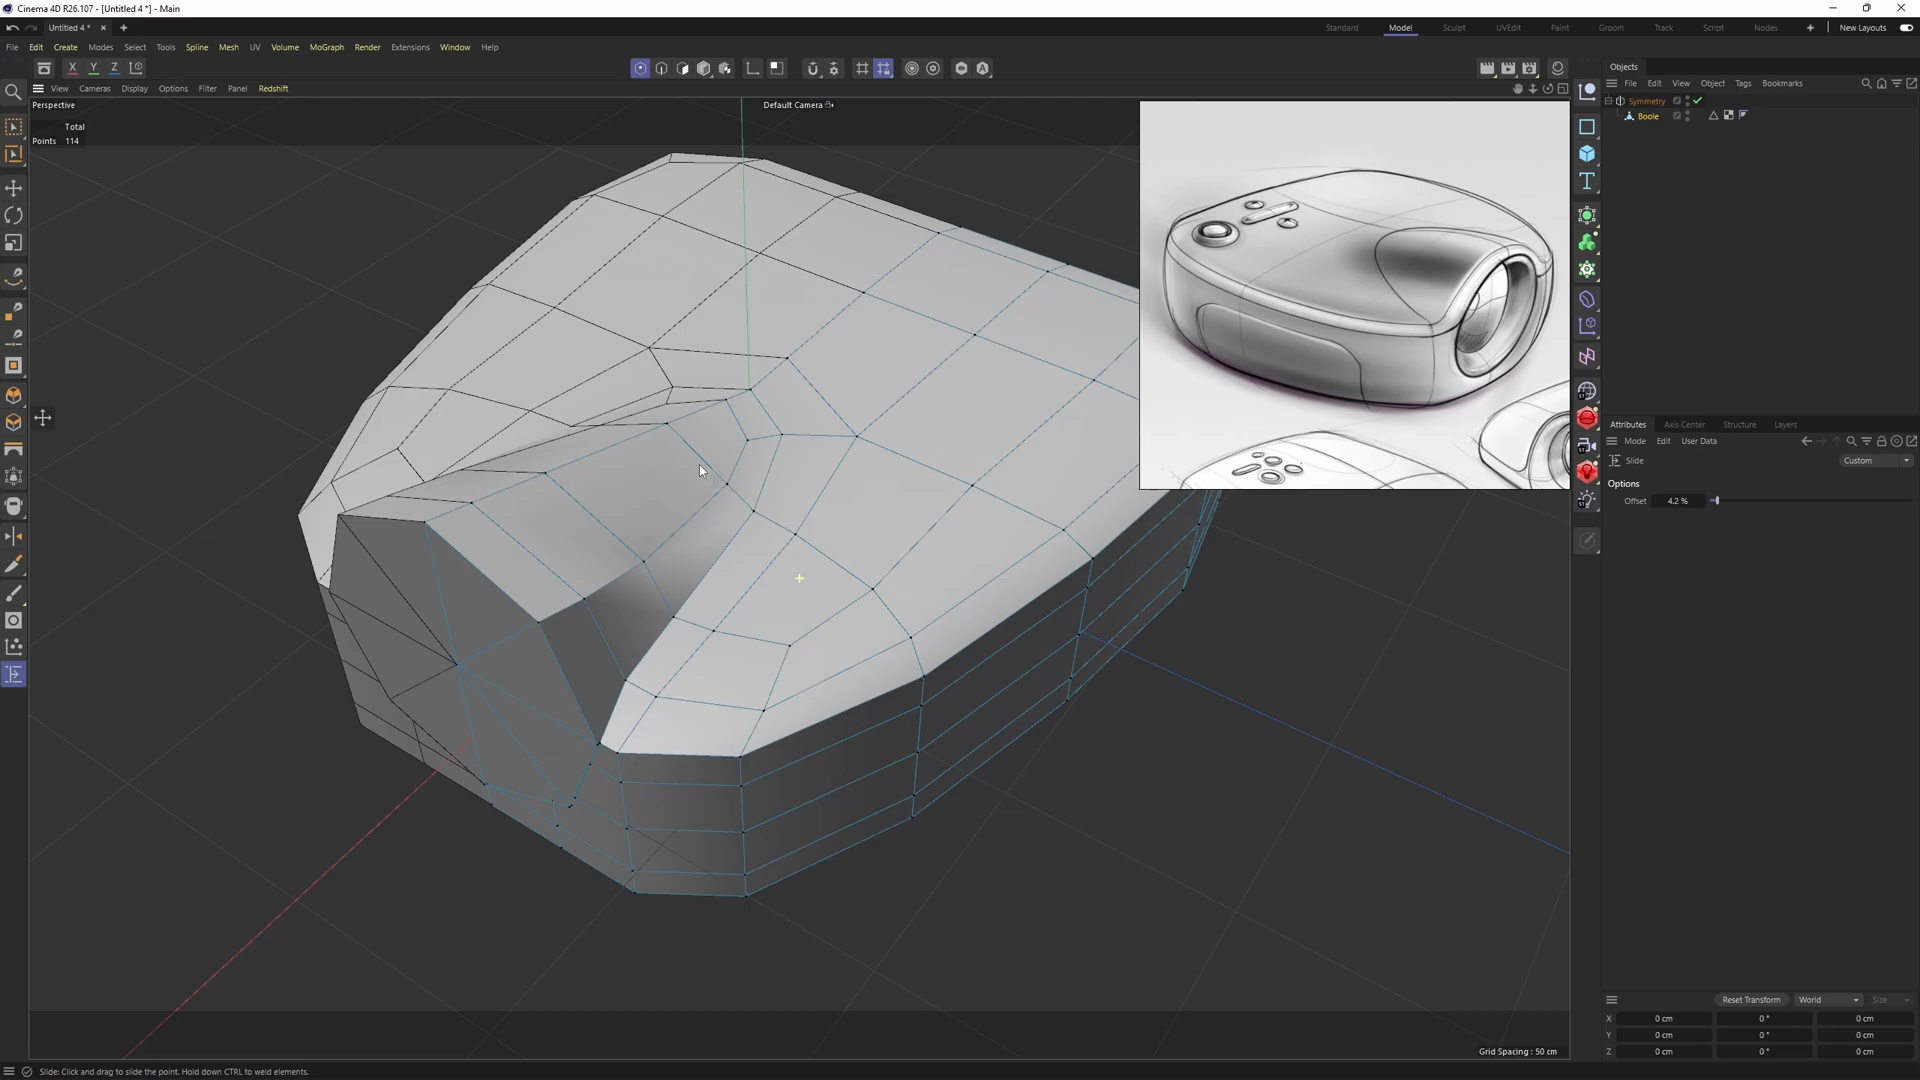 Cinema 4D R26.107 - [Untitled 4 *] - Main
Untitled 4 *
Standard Model Sculpt UVEdit Paint Groom Track Script Nodes New Layouts
File Edit Create Modes Tools Select Spline Mesh UV Volume MoGraph Render Extensions Window Help
X Y Z
Objects
View Cameras Display Options Filter Panel Redshift
File Edit View Object Tags Bookmarks
Perspective
Default Camera
Symmetry
Boole
Total
Points 114
Attributes Axis Center Structure Layers
Mode Edit User Data
Slide
Custom
Options
Offset 4.2 %
Reset Transform World Size
X 0 cm 0 ° 0 cm
Y 0 cm 0 ° 0 cm
Z 0 cm 0 ° 0 cm
Grid Spacing : 50 cm
Slide: Click and drag to slide the point. Hold down CTRL to weld elements.